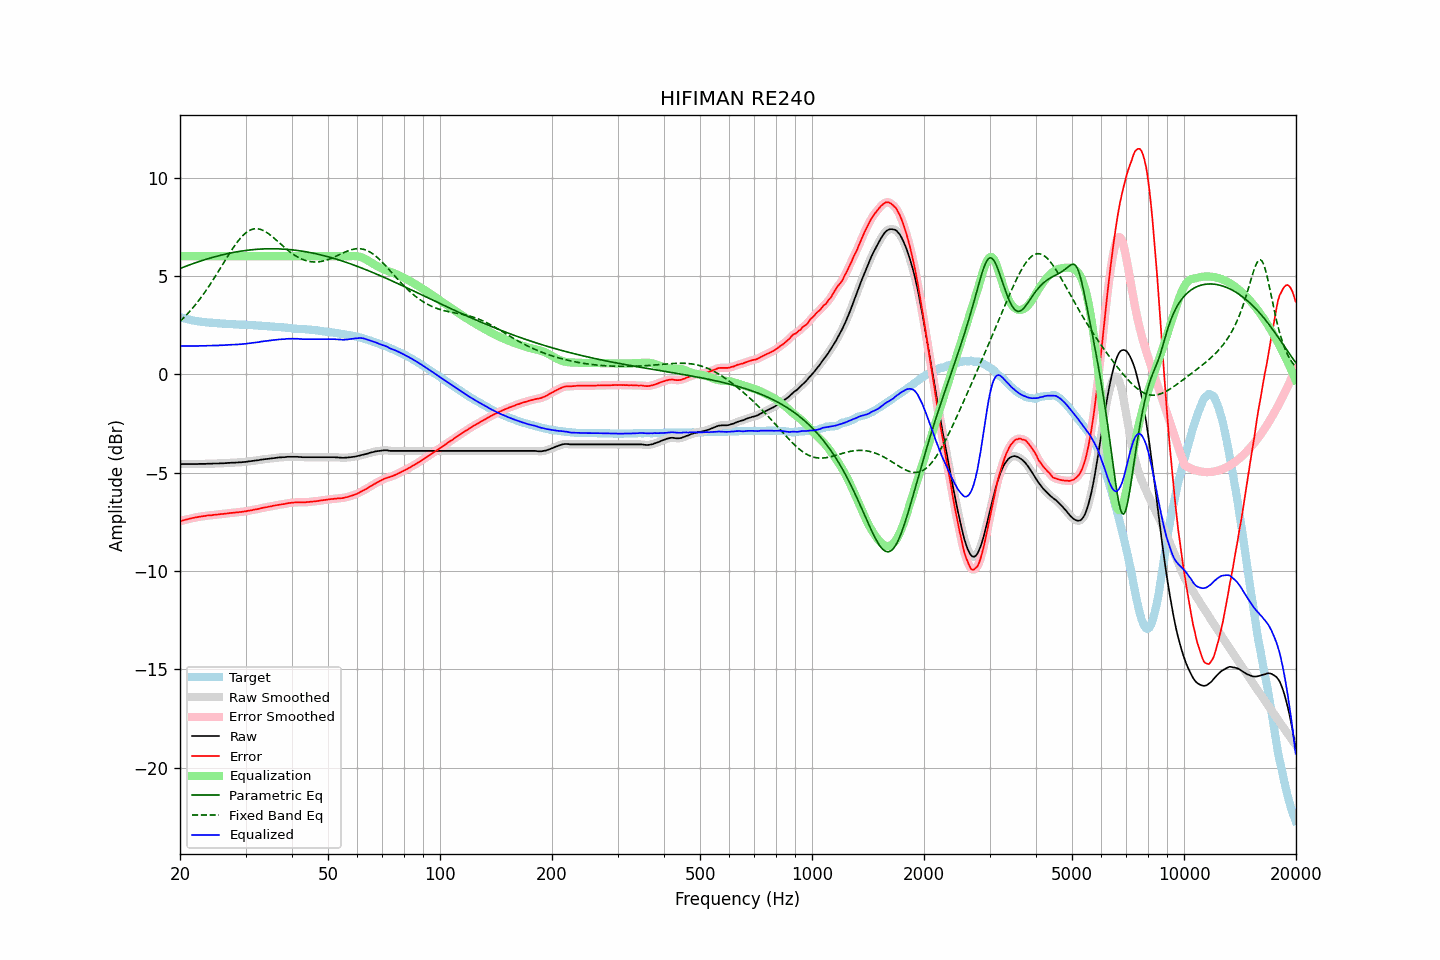 HIFIMAN RE240
Amplitude (dBr)
10
5
0
−5
−10
−15
−20
Target
Raw Smoothed
Error Smoothed
Raw
Error
Equalization
Parametric Eq
Fixed Band Eq
Equalized
20 50 100 200 500 1000 2000 5000 10000 20000
Frequency (Hz)